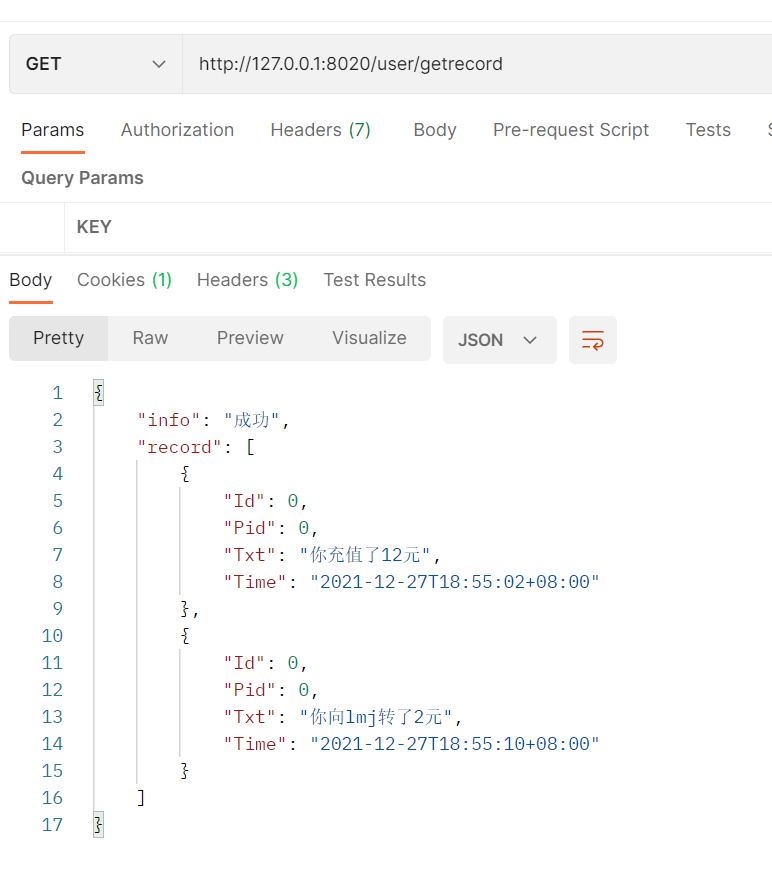 GET http://127.0.0.1:8020/user/getrecord
Params Authorization Headers (7) Body Pre-request Script Tests
Query Params
KEY
Body Cookies (1) Headers (3) Test Results
Pretty Raw Preview Visualize JSON
1 {
2 "info": "成功",
3 "record": [
4 {
5 "Id": 0,
6 "Pid": 0,
7 "Txt": "你充值了12元",
8 "Time": "2021-12-27T18:55:02+08:00"
9 },
10 {
11 "Id": 0,
12 "Pid": 0,
13 "Txt": "你向lmj转了2元",
14 "Time": "2021-12-27T18:55:10+08:00"
15 }
16 ]
17 }